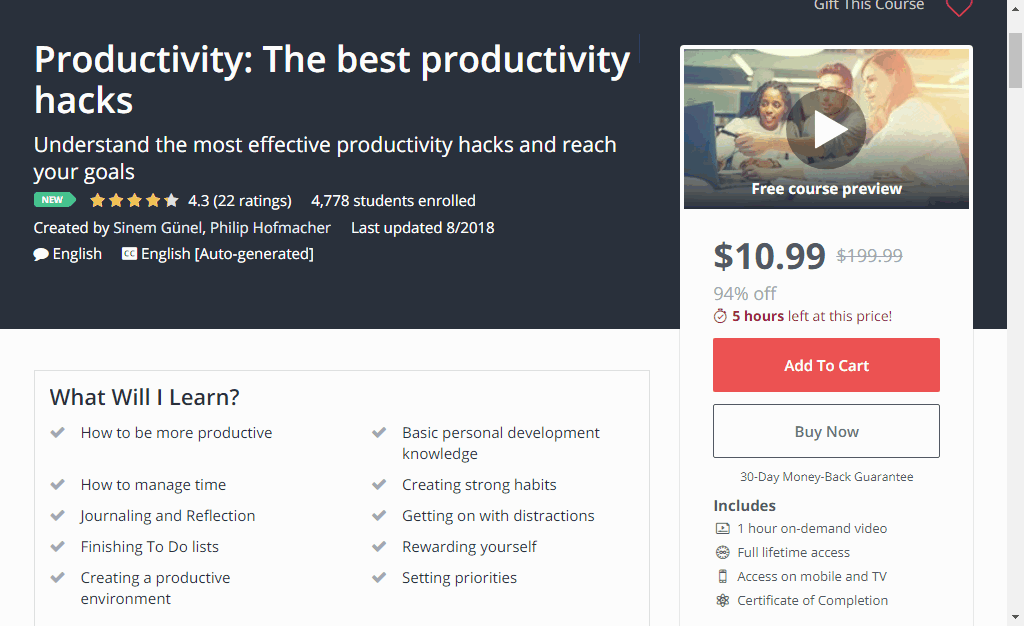 Gift This Course
Productivity: The best productivity
hacks
Understand the most effective productivity hacks and reach
your goals
NEW 4.3 (22 ratings) 4,778 students enrolled
Created by Sinem Günel, Philip Hofmacher Last updated 8/2018
English CC English [Auto-generated]
Free course preview
$10.99 $199.99
94% off
5 hours left at this price!
Add To Cart
Buy Now
30-Day Money-Back Guarantee
Includes
1 hour on-demand video
Full lifetime access
Access on mobile and TV
Certificate of Completion
What Will I Learn?
How to be more productive
Basic personal development
knowledge
How to manage time
Creating strong habits
Journaling and Reflection
Getting on with distractions
Finishing To Do lists
Rewarding yourself
Creating a productive
environment
Setting priorities